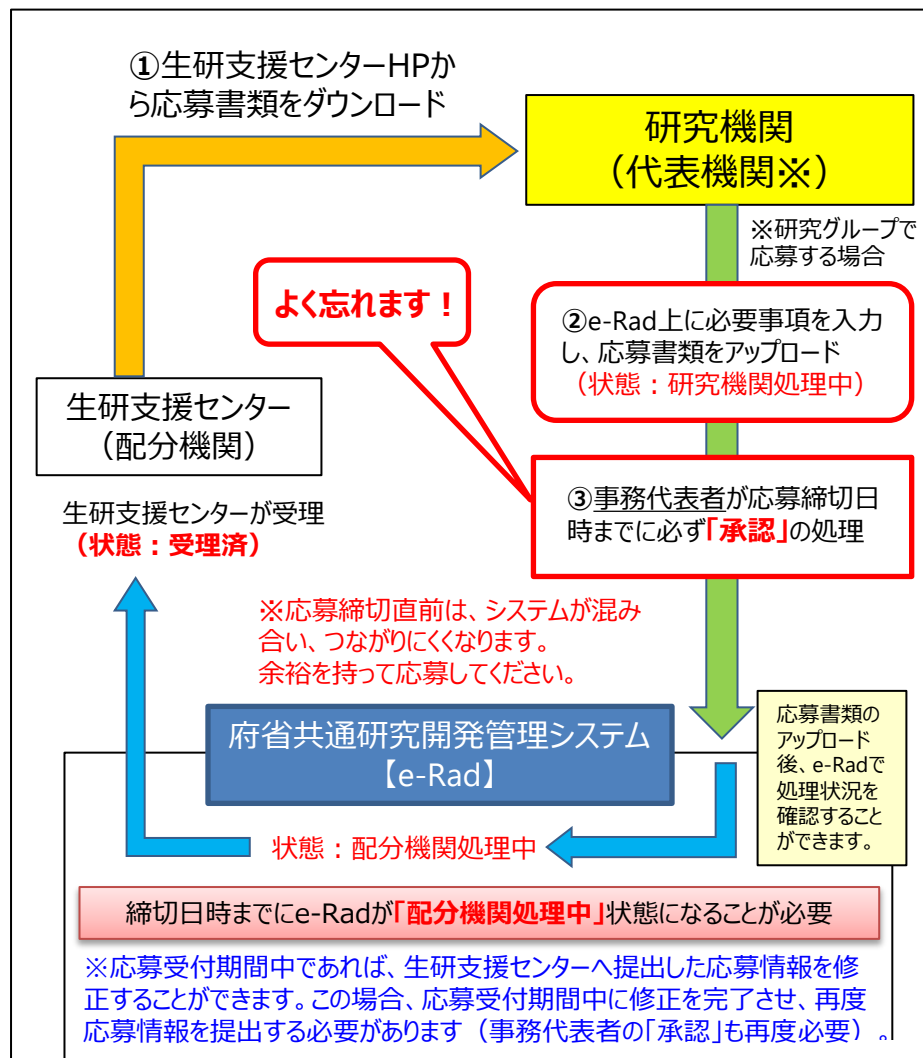 ①生研支援センターHPか
ら応募書類をダウンロード
研究機関
（代表機関※）
※研究グループで
応募する場合
よく忘れます！
②e-Rad上に必要事項を入力
し、応募書類をアップロード
（状態：研究機関処理中）
生研支援センター
（配分機関）
③事務代表者が応募締切日
時までに必ず「承認」の処理
生研支援センターが受理
（状態：受理済）
※応募締切直前は、システムが混み
合い、つながりにくくなります。
余裕を持って応募してください。
府省共通研究開発管理システム
【e-Rad】
応募書類の
アップロード
後、e-Radで
処理状況を
確認すること
ができます。
状態：配分機関処理中
締切日時までにe-Radが「配分機関処理中」状態になることが必要
※応募受付期間中であれば、生研支援センターへ提出した応募情報を修
正することができます。この場合、応募受付期間中に修正を完了させ、再度
応募情報を提出する必要があります（事務代表者の「承認」も再度必要）。